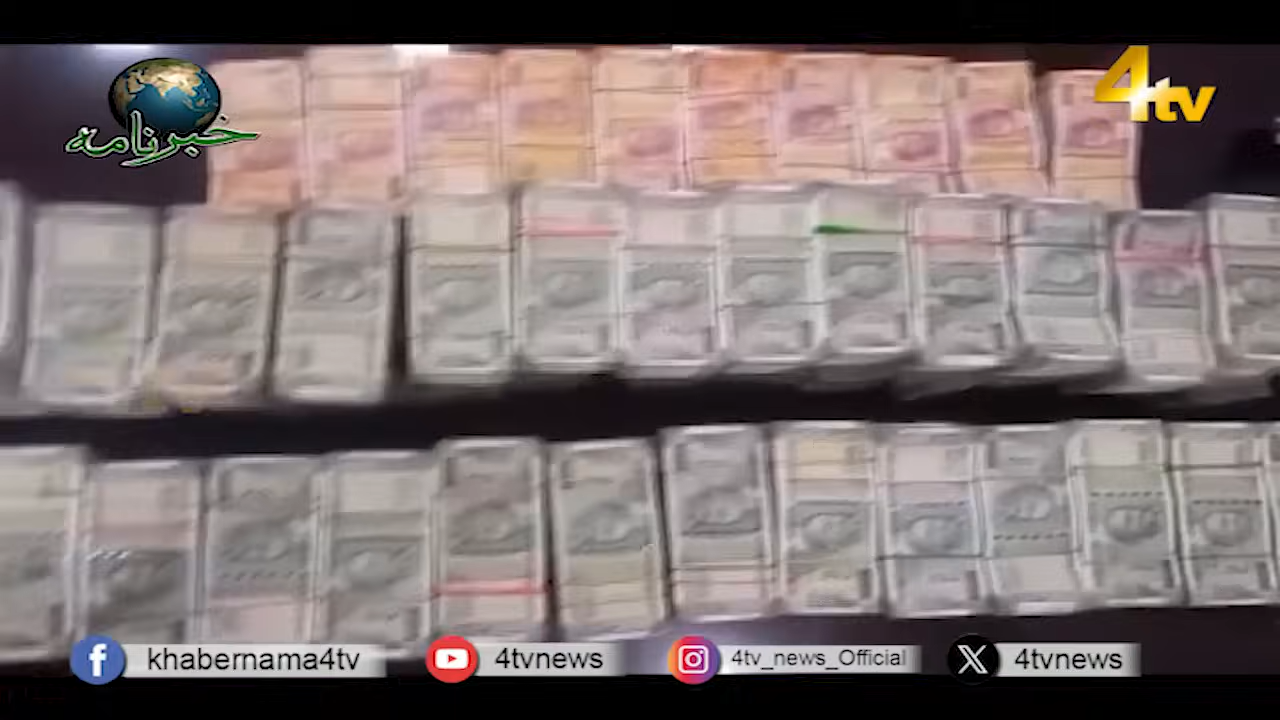 خبرنامہ
4tv
khabernama4tv
4tvnews
4tv_news_Official
4tvnews